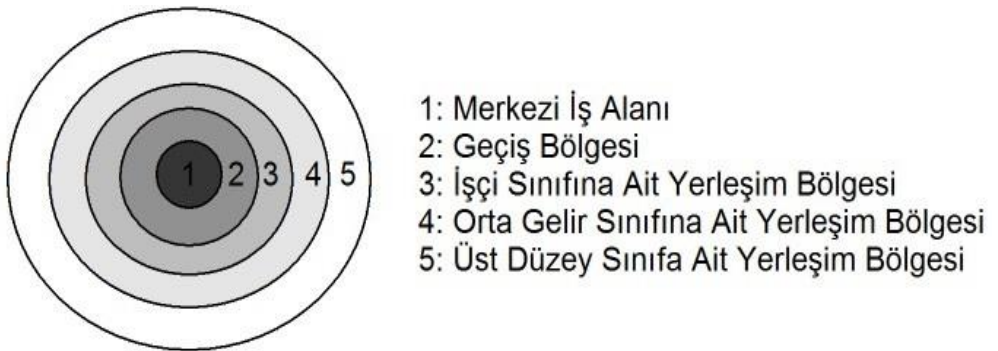 1 2 3 4 5
1: Merkezi İş Alanı
2: Geçiş Bölgesi
3: İşçi Sınıfına Ait Yerleşim Bölgesi
4: Orta Gelir Sınıfına Ait Yerleşim Bölgesi
5: Üst Düzey Sınıfa Ait Yerleşim Bölgesi